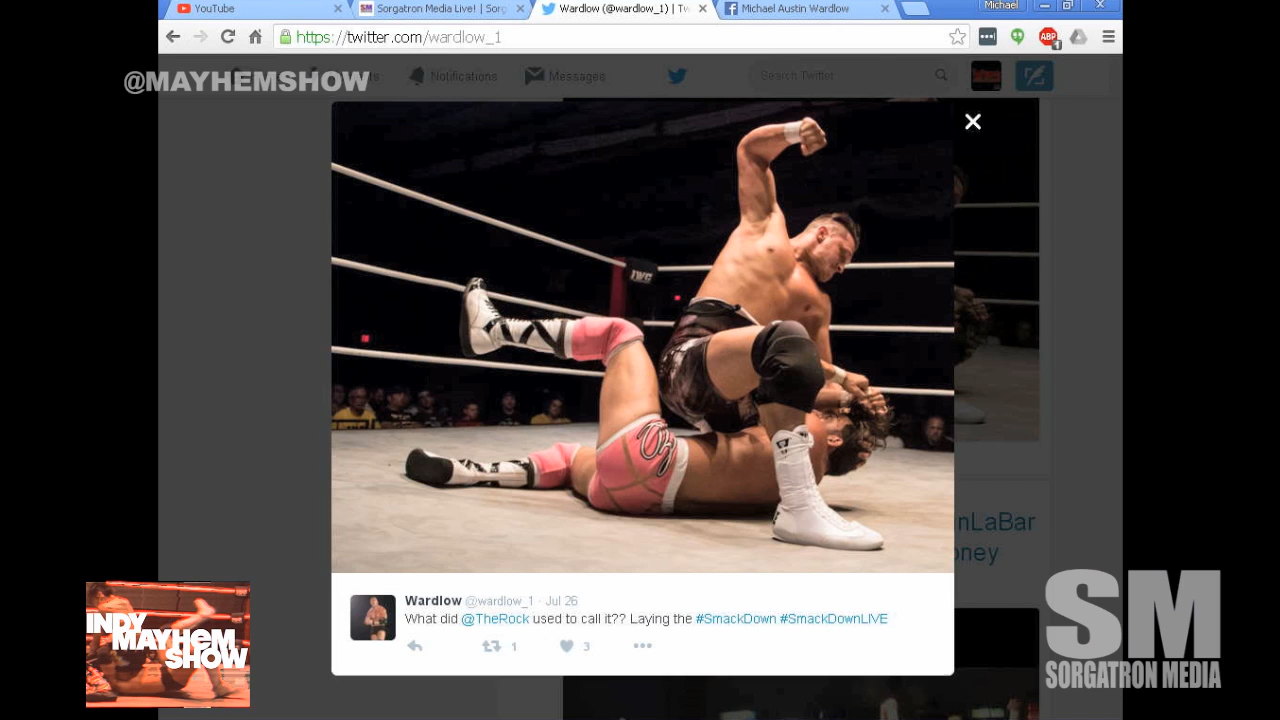 YouTube
Sorgatron Media Live! | Sorg
Wardlow (@wardlow_1) | Tw
Michael Austin Wardlow
Michael
https://twitter.com/wardlow_1
@MAYHEMSHOW
Notifications
Messages
Search Twitter
ABP
1
IWC
nLaBar
oney
Wardlow @wardlow_1 · Jul 26
What did @TheRock used to call it?? Laying the #SmackDown #SmackDownLIVE
1
3
INDY
MAYHEM
SHOW
SM
SORGATRON MEDIA